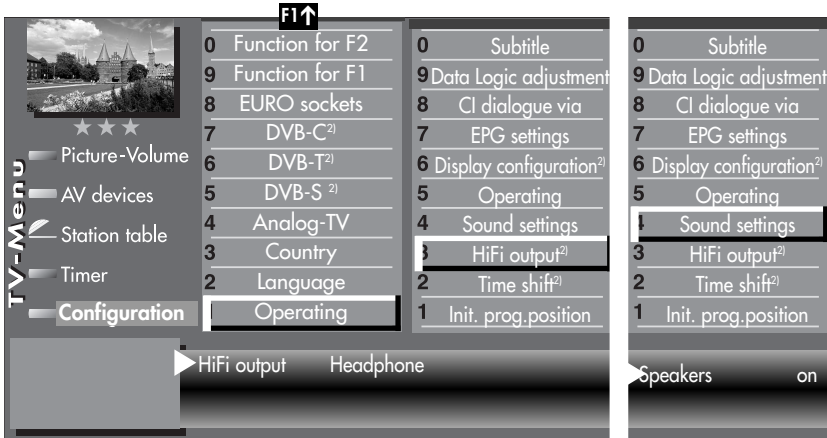 F1↑
0 Function for F2
9 Function for F1
8 EURO sockets
7 DVB-C2)
6 DVB-T2)
5 DVB-S 2)
4 Analog-TV
3 Country
2 Language
Operating
TV-Menu
Picture-Volume
AV devices
Station table
Timer
Configuration
0 Subtitle
9 Data Logic adjustment
8 CI dialogue via
7 EPG settings
6 Display configuration2)
5 Operating
4 Sound settings
3 HiFi output2)
2 Time shift2)
1 Init. prog.position
HiFi output Headphone
0 Subtitle
9 Data Logic adjustment
8 CI dialogue via
7 EPG settings
6 Display configuration2)
5 Operating
4 Sound settings
3 HiFi output2)
2 Time shift2)
1 Init. prog.position
Speakers on